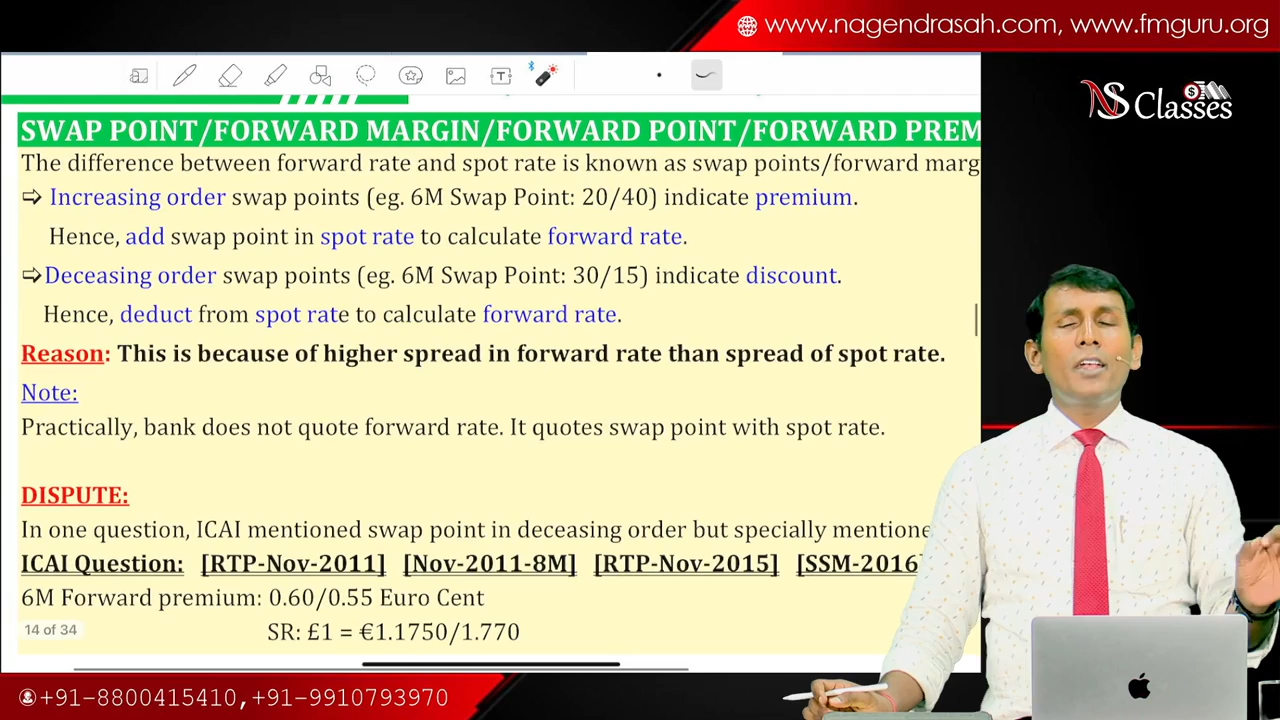 www.nagendrasah.com, www.fmguru.org
NS Classes
SWAP POINT/FORWARD MARGIN/FORWARD POINT/FORWARD PREM
The difference between forward rate and spot rate is known as swap points/forward marg
⇨ Increasing order swap points (eg. 6M Swap Point: 20/40) indicate premium.
Hence, add swap point in spot rate to calculate forward rate.
⇨Deceasing order swap points (eg. 6M Swap Point: 30/15) indicate discount.
Hence, deduct from spot rate to calculate forward rate.
Reason: This is because of higher spread in forward rate than spread of spot rate.
Note:
Practically, bank does not quote forward rate. It quotes swap point with spot rate.
DISPUTE:
In one question, ICAI mentioned swap point in deceasing order but specially mentione
ICAI Question: [RTP-Nov-2011] [Nov-2011-8M] [RTP-Nov-2015] [SSM-2016]
6M Forward premium: 0.60/0.55 Euro Cent
14 of 34
SR: £1 = €1.1750/1.770
+91-8800415410,+91-9910793970